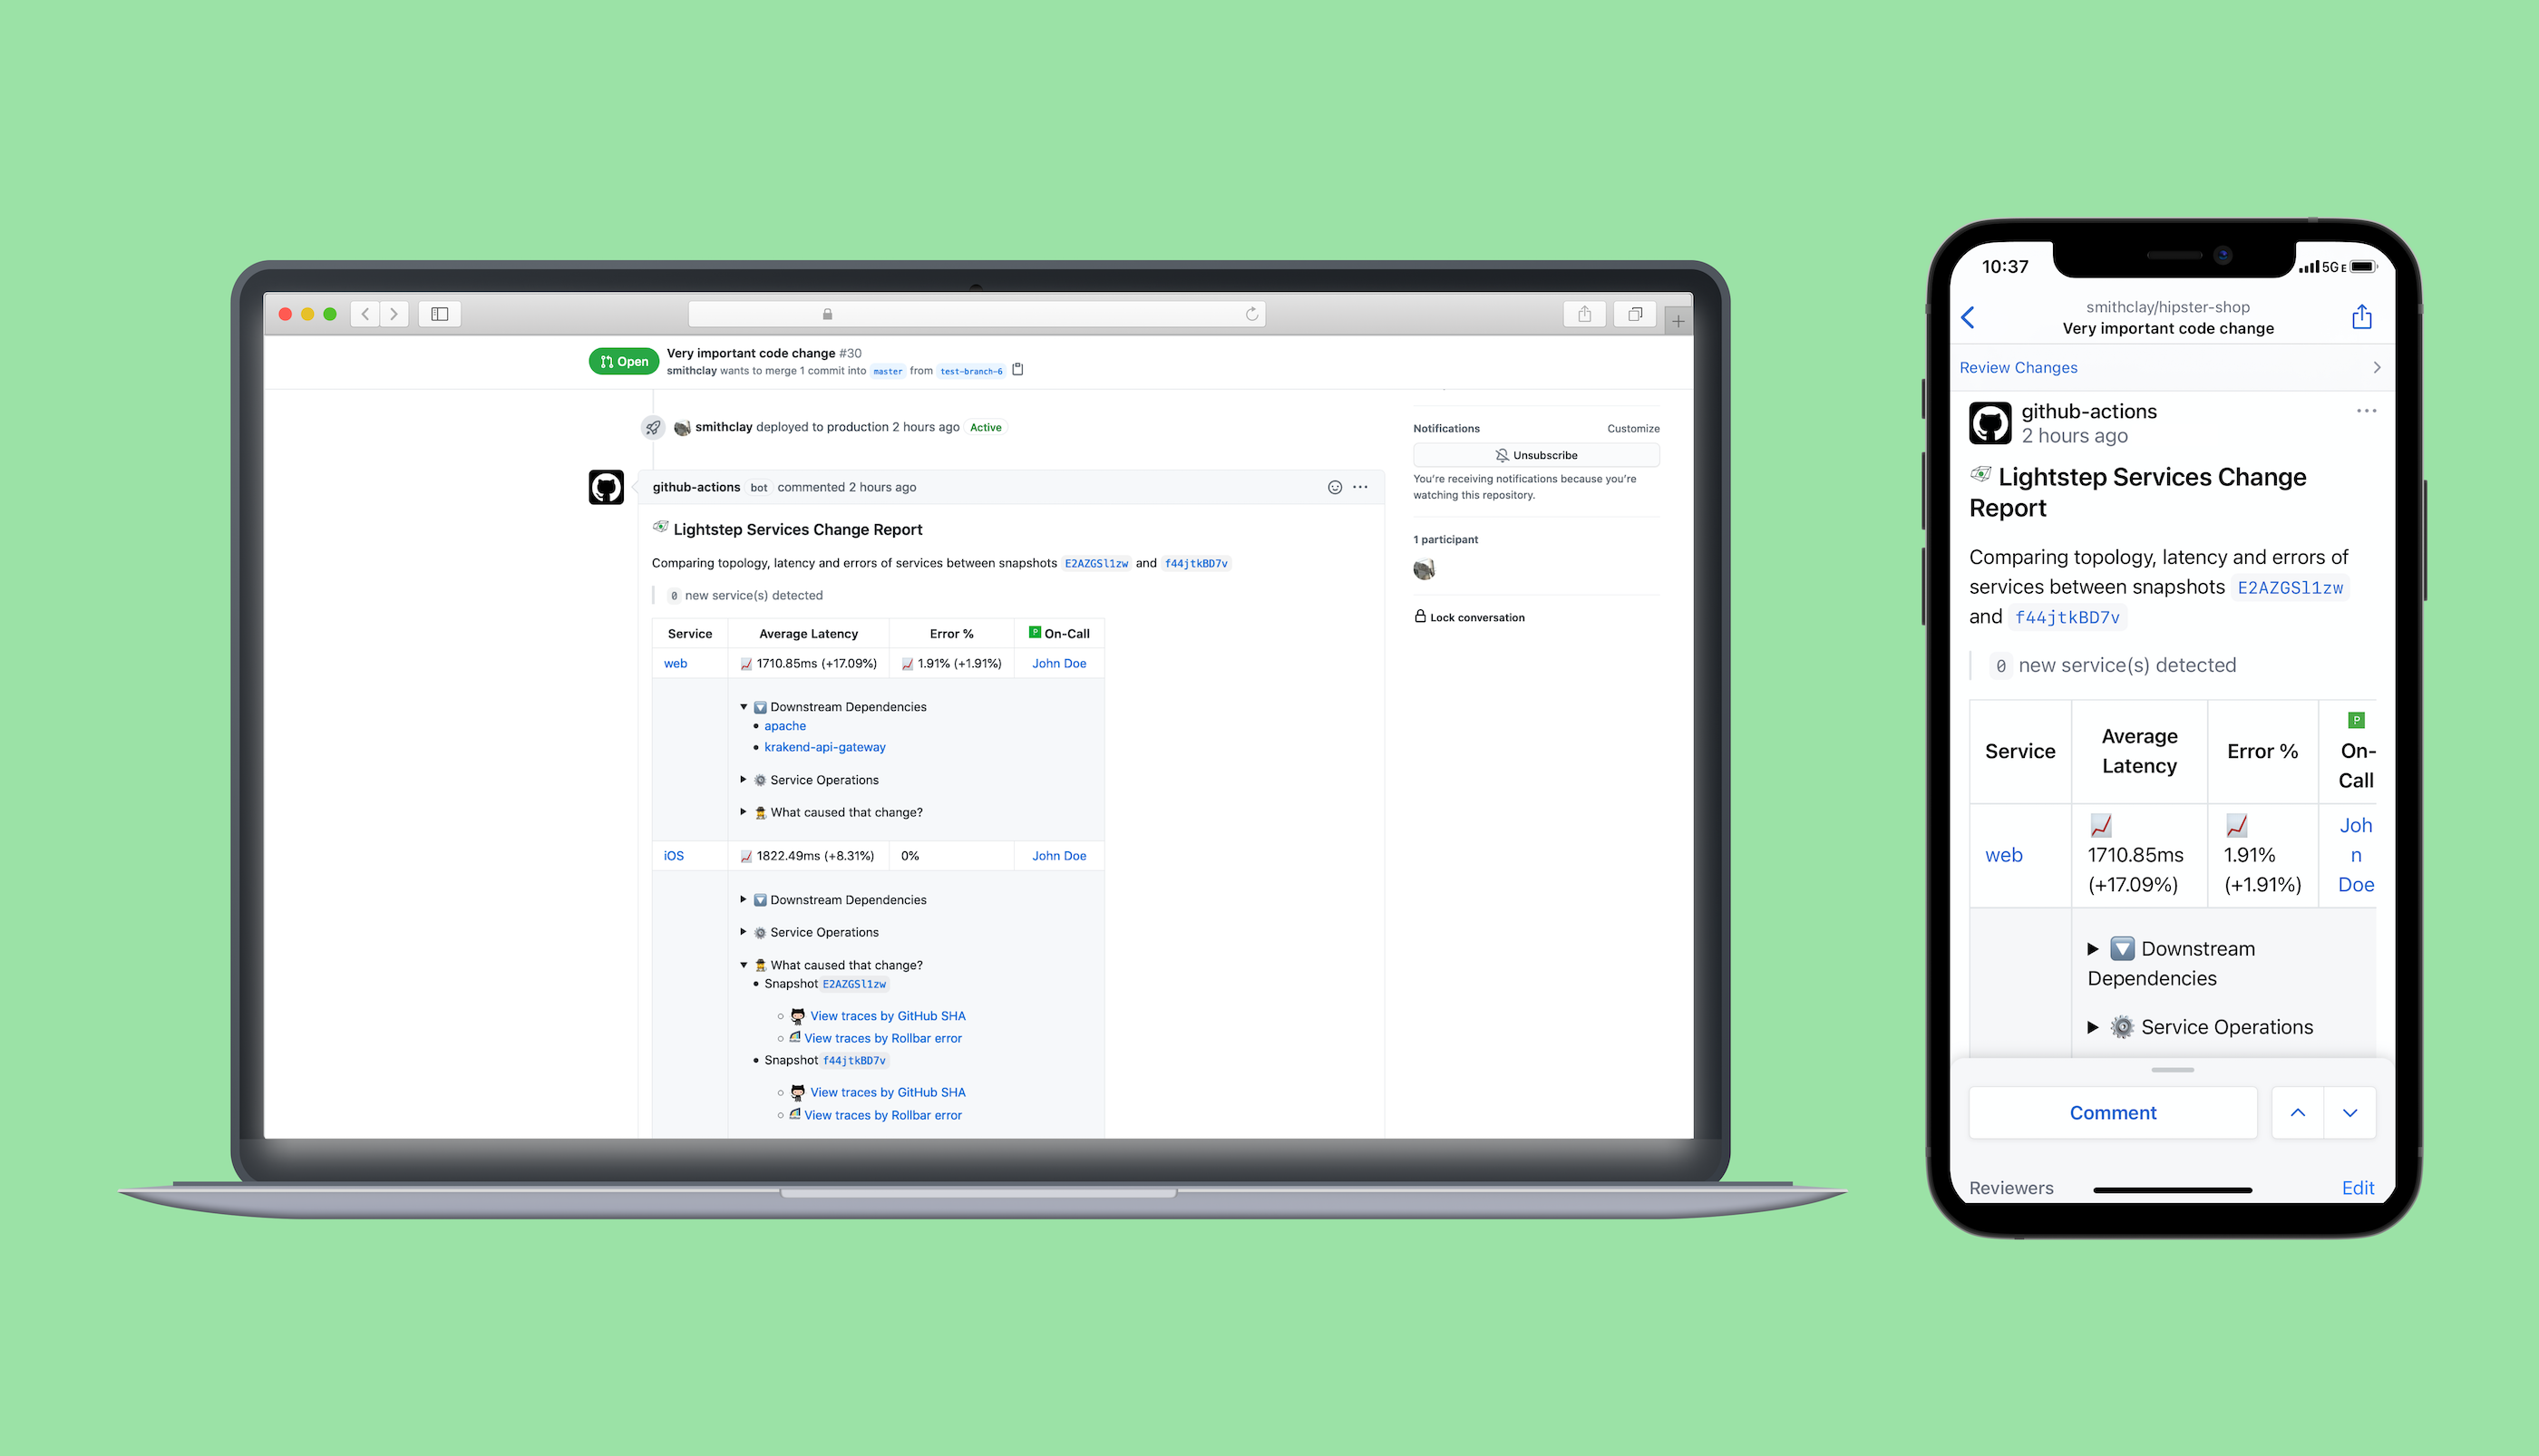 Open
Very important code change #30
smithclay wants to merge 1 commit into master from test-branch-6
smithclay deployed to production 2 hours ago Active
github-actions bot commented 2 hours ago
Lightstep Services Change Report
Comparing topology, latency and errors of services between snapshots E2AZGSl1zw and f44jtkBD7v
0 new service(s) detected
Service Average Latency Error % P On-Call
web 1710.85ms (+17.09%) 1.91% (+1.91%) John Doe
Downstream Dependencies
apache
krakend-api-gateway
Service Operations
What caused that change?
iOS 1822.49ms (+8.31%) 0% John Doe
Downstream Dependencies
Service Operations
What caused that change?
Snapshot E2AZGSl1zw
View traces by GitHub SHA
View traces by Rollbar error
Snapshot f44jtkBD7v
View traces by GitHub SHA
View traces by Rollbar error
Notifications Customize
Unsubscribe
You're receiving notifications because you're
watching this repository.
1 participant
Lock conversation
10:37 5G E
smithclay/hipster-shop
Very important code change
Review Changes
github-actions
2 hours ago
Lightstep Services Change
Report
Comparing topology, latency and errors of
services between snapshots E2AZGSl1zw
and f44jtkBD7v
0 new service(s) detected
P
Service Average Latency Error % On-Call
web 1710.85ms (+17.09%) 1.91% (+1.91%) John Doe
Downstream
Dependencies
Service Operations
Comment
Reviewers Edit